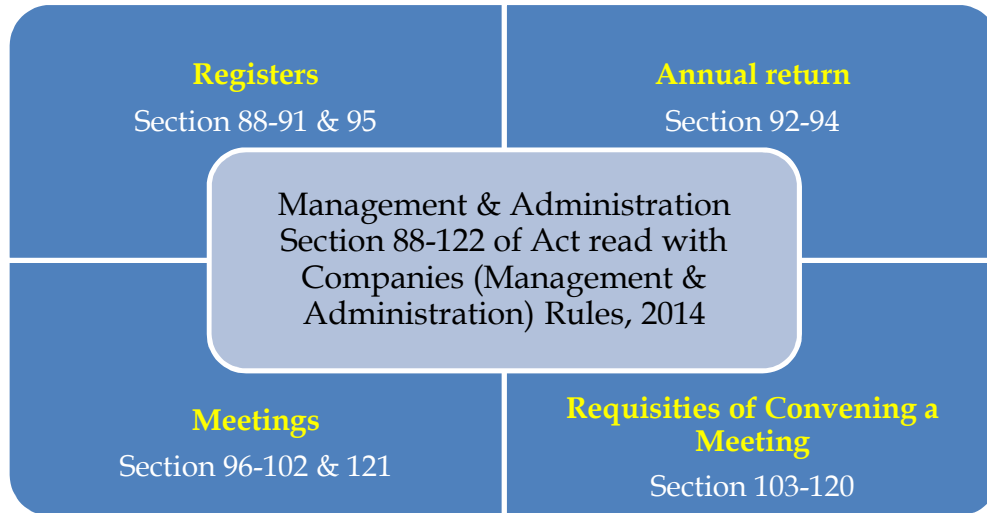 Registers
Section 88-91 & 95
Annual return
Section 92-94
Management & Administration
Section 88-122 of Act read with
Companies (Management &
Administration) Rules, 2014
Meetings
Section 96-102 & 121
Requisities of Convening a
Meeting
Section 103-120